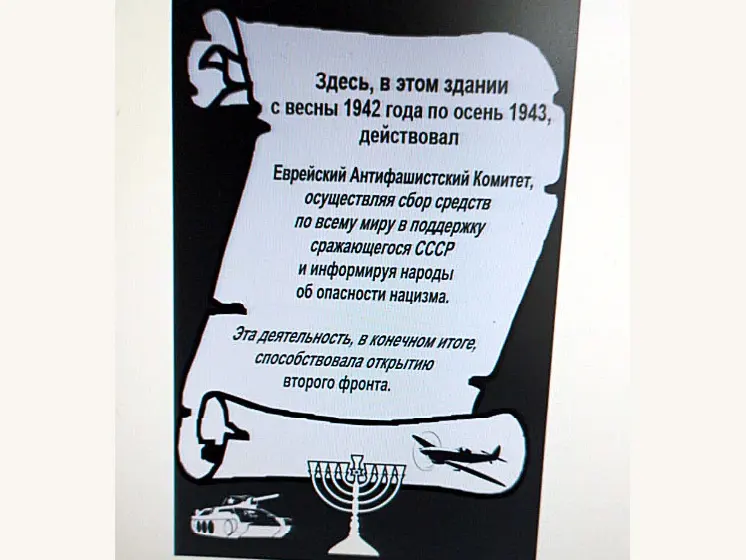 Здесь, в этом здании
с весны 1942 года по осень 1943,
действовал
Еврейский Антифашистский Комитет,
осуществляя сбор средств
по всему миру в поддержку
сражающегося СССР
и информируя народы
об опасности нацизма.
Эта деятельность, в конечном итоге,
способствовала открытию
второго фронта.